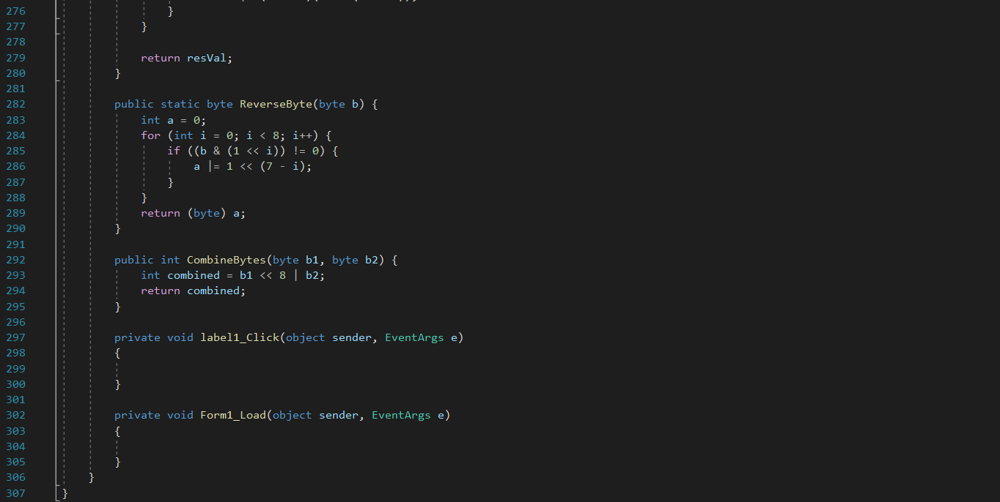 276 }
277 }
278
279 return resVal;
280 }
281
282 public static byte ReverseByte(byte b) {
283 int a = 0;
284 for (int i = 0; i < 8; i++) {
285 if ((b & (1 << i)) != 0) {
286 a |= 1 << (7 - i);
287 }
288 }
289 return (byte) a;
290 }
291
292 public int CombineBytes(byte b1, byte b2) {
293 int combined = b1 << 8 | b2;
294 return combined;
295 }
296
297 private void label1_Click(object sender, EventArgs e)
298 {
299
300 }
301
302 private void Form1_Load(object sender, EventArgs e)
303 {
304
305 }
306 }
307 }